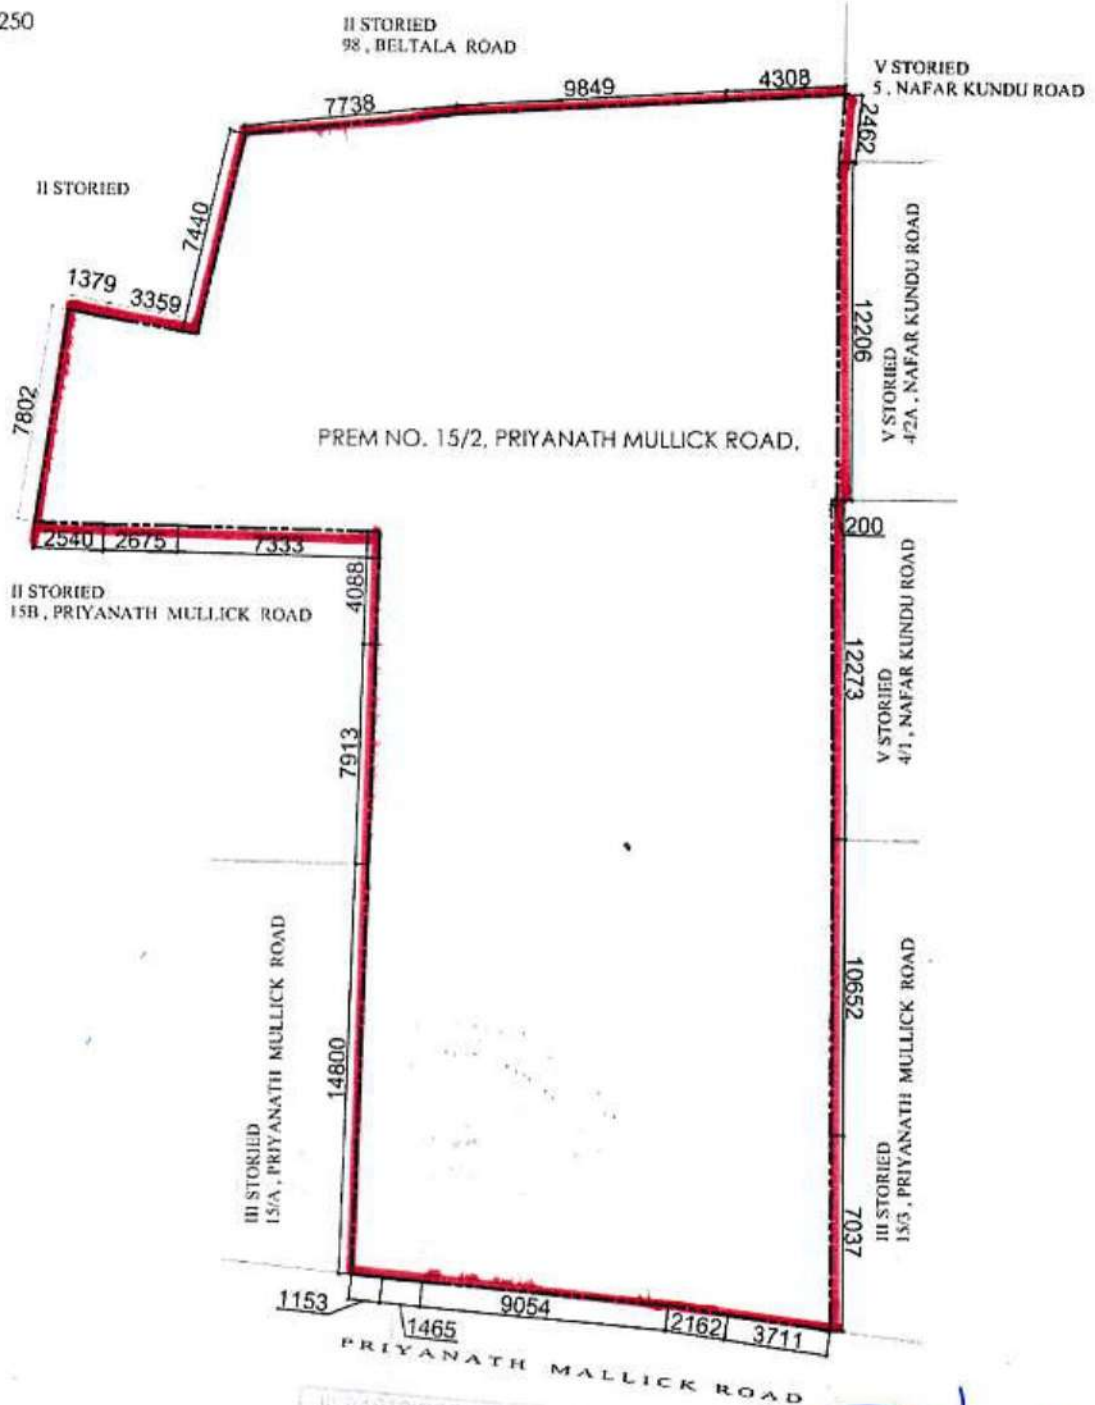 250
II STORIED
98, BELTALA ROAD
V STORIED
5, NAFAR KUNDU ROAD
7738
9849
4308
2462
II STORIED
7440
1379
3359
7802
V STORIED
4/2A, NAFAR KUNDU ROAD
12206
PREM NO. 15/2, PRIYANATH MULLICK ROAD.
200
2540
2675
7333
II STORIED
15B, PRIYANATH MULLICK ROAD
4088
12273
V STORIED
4/1, NAFAR KUNDU ROAD
7913
10652
14800
III STORIED
15/A, PRIYANATH MULLICK ROAD
III STORIED
15/3, PRIYANATH MULLICK ROAD
7037
1153
1465
9054
2162
3711
PRIYANATH MALLICK ROAD